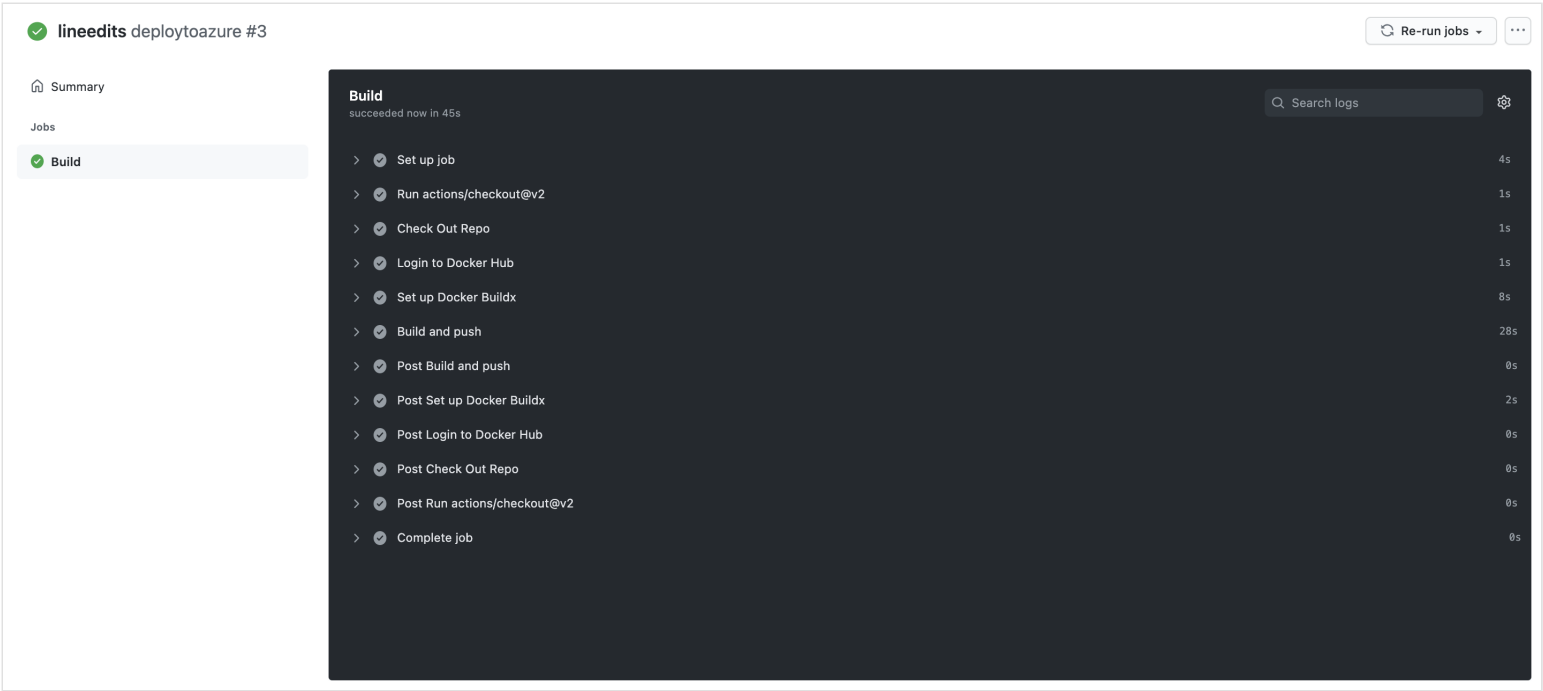 lineedits deploytoazure #3
Re-run jobs
Summary
Jobs
Build
Build
succeeded now in 45s
Search logs
Set up job 4s
Run actions/checkout@v2 1s
Check Out Repo 1s
Login to Docker Hub 1s
Set up Docker Buildx 8s
Build and push 28s
Post Build and push 0s
Post Set up Docker Buildx 2s
Post Login to Docker Hub 0s
Post Check Out Repo 0s
Post Run actions/checkout@v2 0s
Complete job 0s